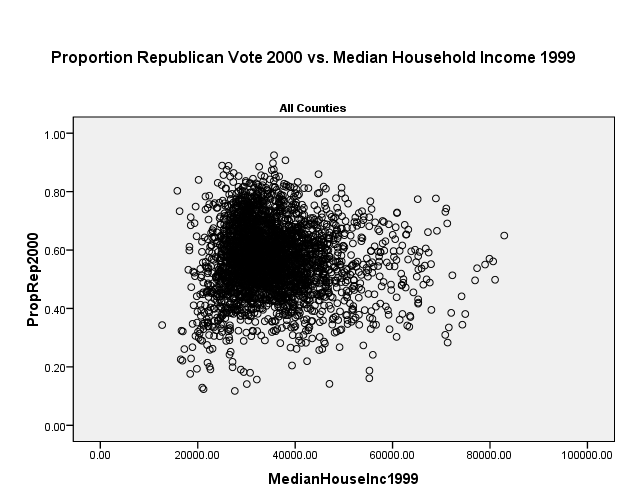 Proportion Republican Vote 2000 vs. Median Household Income 1999
All Counties
1.00
0.80
0.60
0.40
0.20
0.00
PropRep2000
0.00 20000.00 40000.00 60000.00 80000.00 100000.00
MedianHouseInc1999